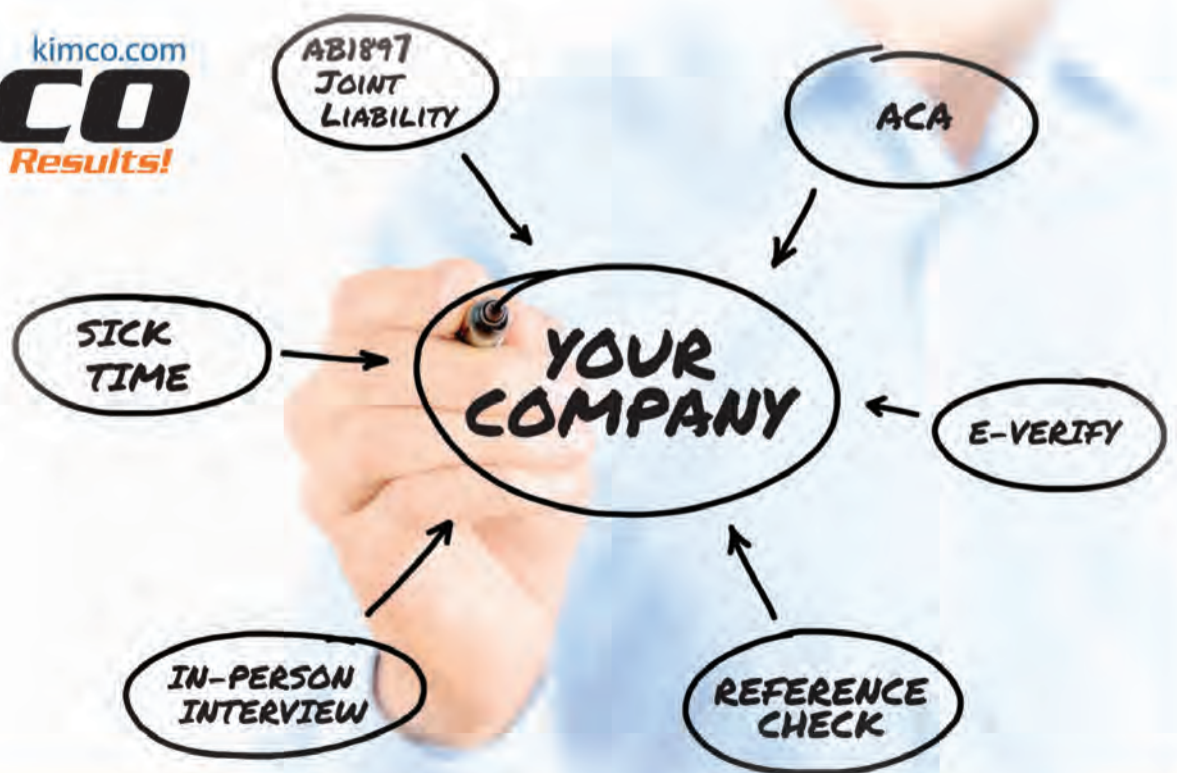 kimco.com
CO
Results!
AB1897
JOINT
LIABILITY
ACA
SICK
TIME
YOUR
COMPANY
E-VERIFY
IN-PERSON
INTERVIEW
REFERENCE
CHECK